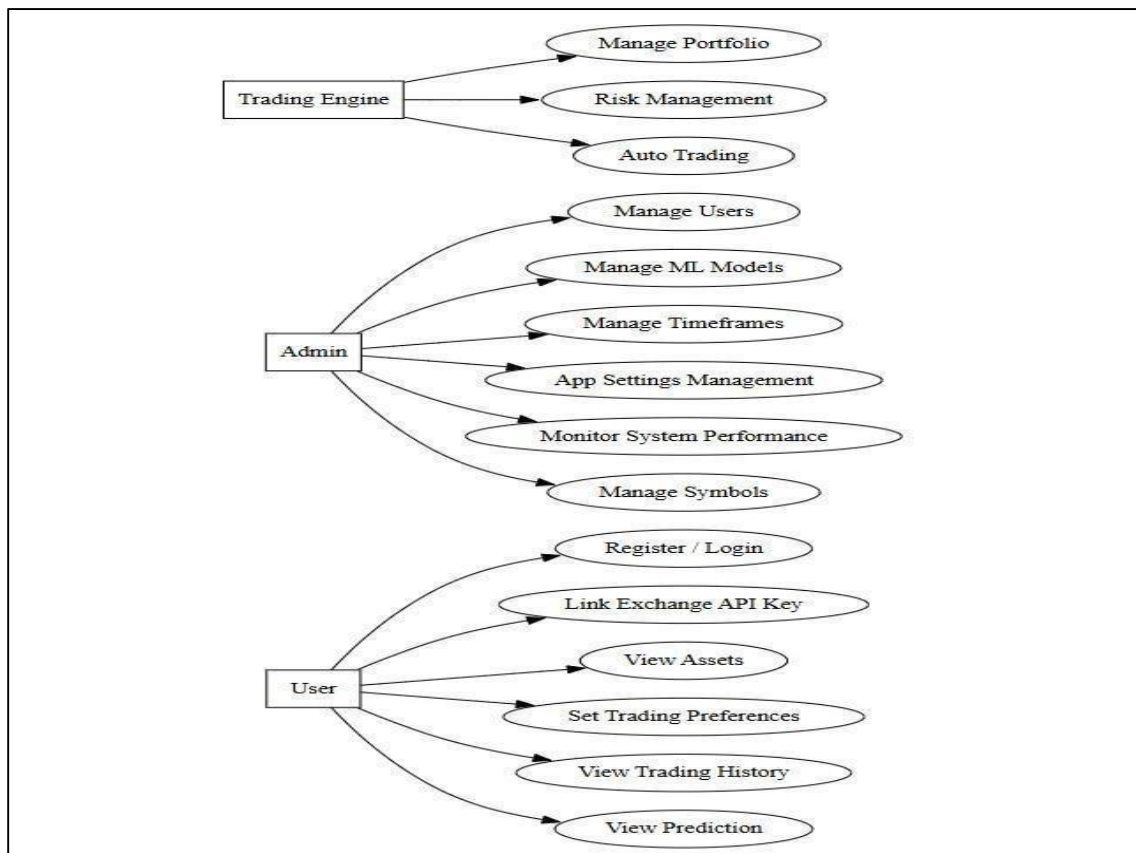 Manage Portfolio
Trading Engine
Risk Management
Auto Trading
Manage Users
Manage ML Models
Manage Timeframes
Admin
App Settings Management
Monitor System Performance
Manage Symbols
Register / Login
Link Exchange API Key
View Assets
User
Set Trading Preferences
View Trading History
View Prediction